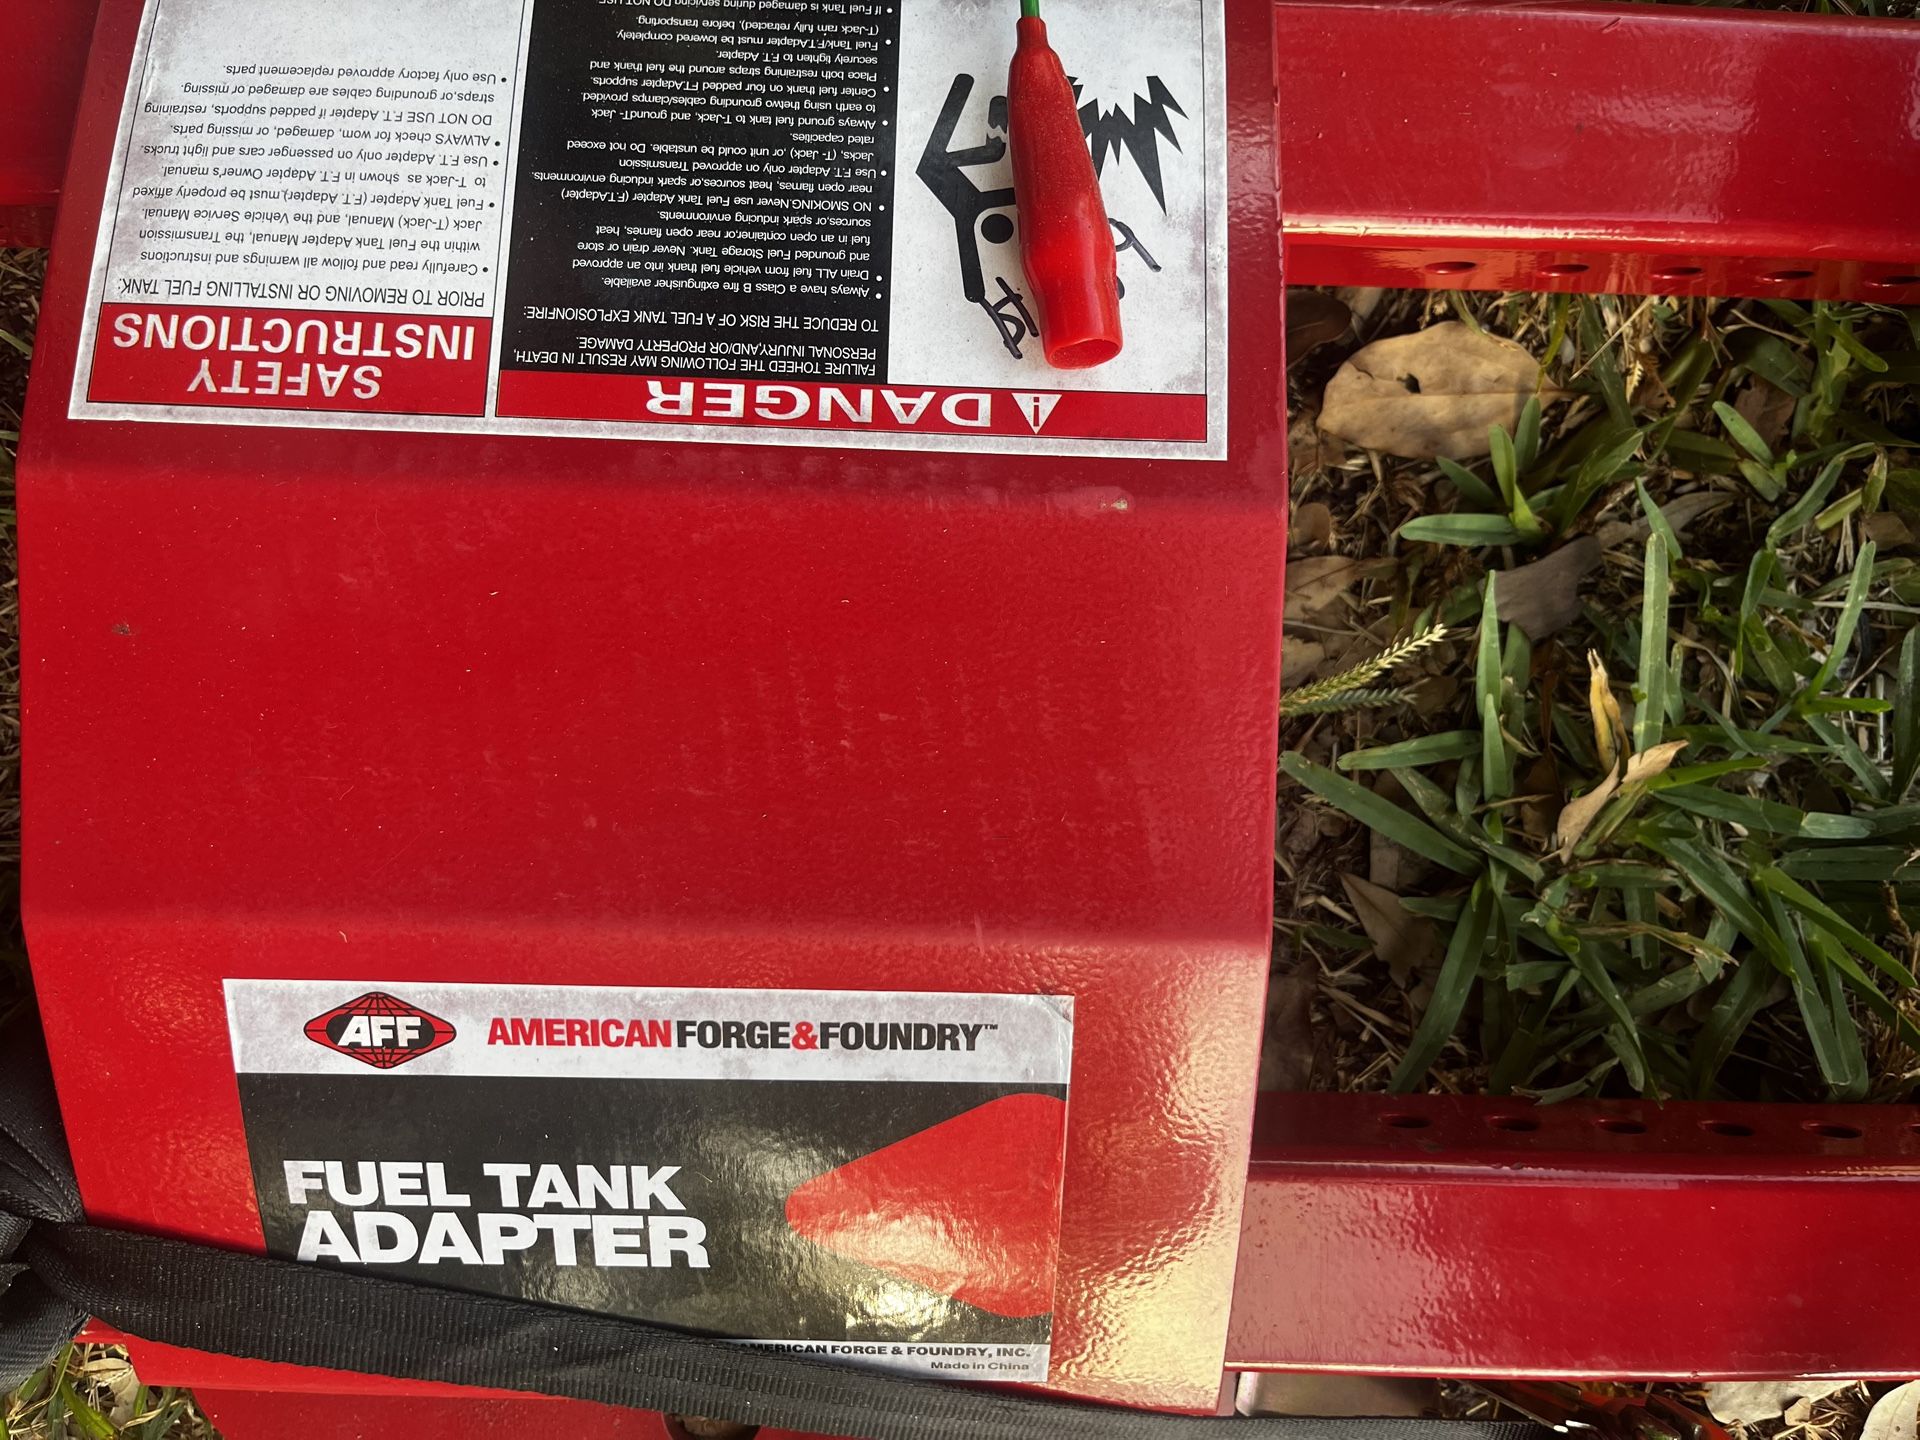 SAFETY
INSTRUCTIONS
PRIOR TO REMOVING OR INSTALLING FUEL TANK:
• Carefully read and follow all warnings and instructions
within the Fuel Tank Adapter Manual, the Transmission
Jack (T-Jack) Manual, and the Vehicle Service Manual.
• Fuel Tank Adapter (F.T. Adapter),must be properly affixed
to T-Jack as shown in F.T. Adapter Owner's manual.
• Use F.T. Adapter only on passenger cars and light trucks.
• ALWAYS check for worn, damaged, or missing parts.
DO NOT USE F.T. Adapter if padded supports, restraining
straps,or grounding cables are damaged or missing.
• Use only factory approved replacement parts.
DANGER
FAILURE TOHEED THE FOLLOWING MAY RESULT IN DEATH,
PERSONAL INJURY,AND/OR PROPERTY DAMAGE.
TO REDUCE THE RISK OF A FUEL TANK EXPLOSIONFIRE:
• Always have a Class B fire extinguisher available.
• Drain ALL fuel from vehicle fuel thank into an approved
and grounded Fuel Storage Tank. Never drain or store
fuel in an open container,or near open flames, heat
sources.or spark inducing environments.
• NO SMOKING.Never use Fuel Tank Adapter (F.T.Adapter)
near open flames, heat sources,or spark inducing environments.
• Use F.T. Adapter only on approved Transmission
Jacks, (T- Jack) ,or unit could be unstable. Do not exceed
rated capacities.
• Always ground fuel tank to T-Jack, and groundT- Jack
to earth using thetwo grounding cables/clamps provided.
• Center fuel thank on four padded F.T.Adapter supports.
Place both restraining straps around the fuel thank and
securely tighten to F.T. Adapter.
• Fuel Tank/F.T.Adapter must be lowered completely,
(T-Jack ram fully retracted), before transporting.
• If Fuel Tank is damaged during servicing DO NOT USE
AFF
AMERICAN FORGE & FOUNDRY™
FUEL TANK
ADAPTER
AMERICAN FORGE & FOUNDRY, INC.
Made in China